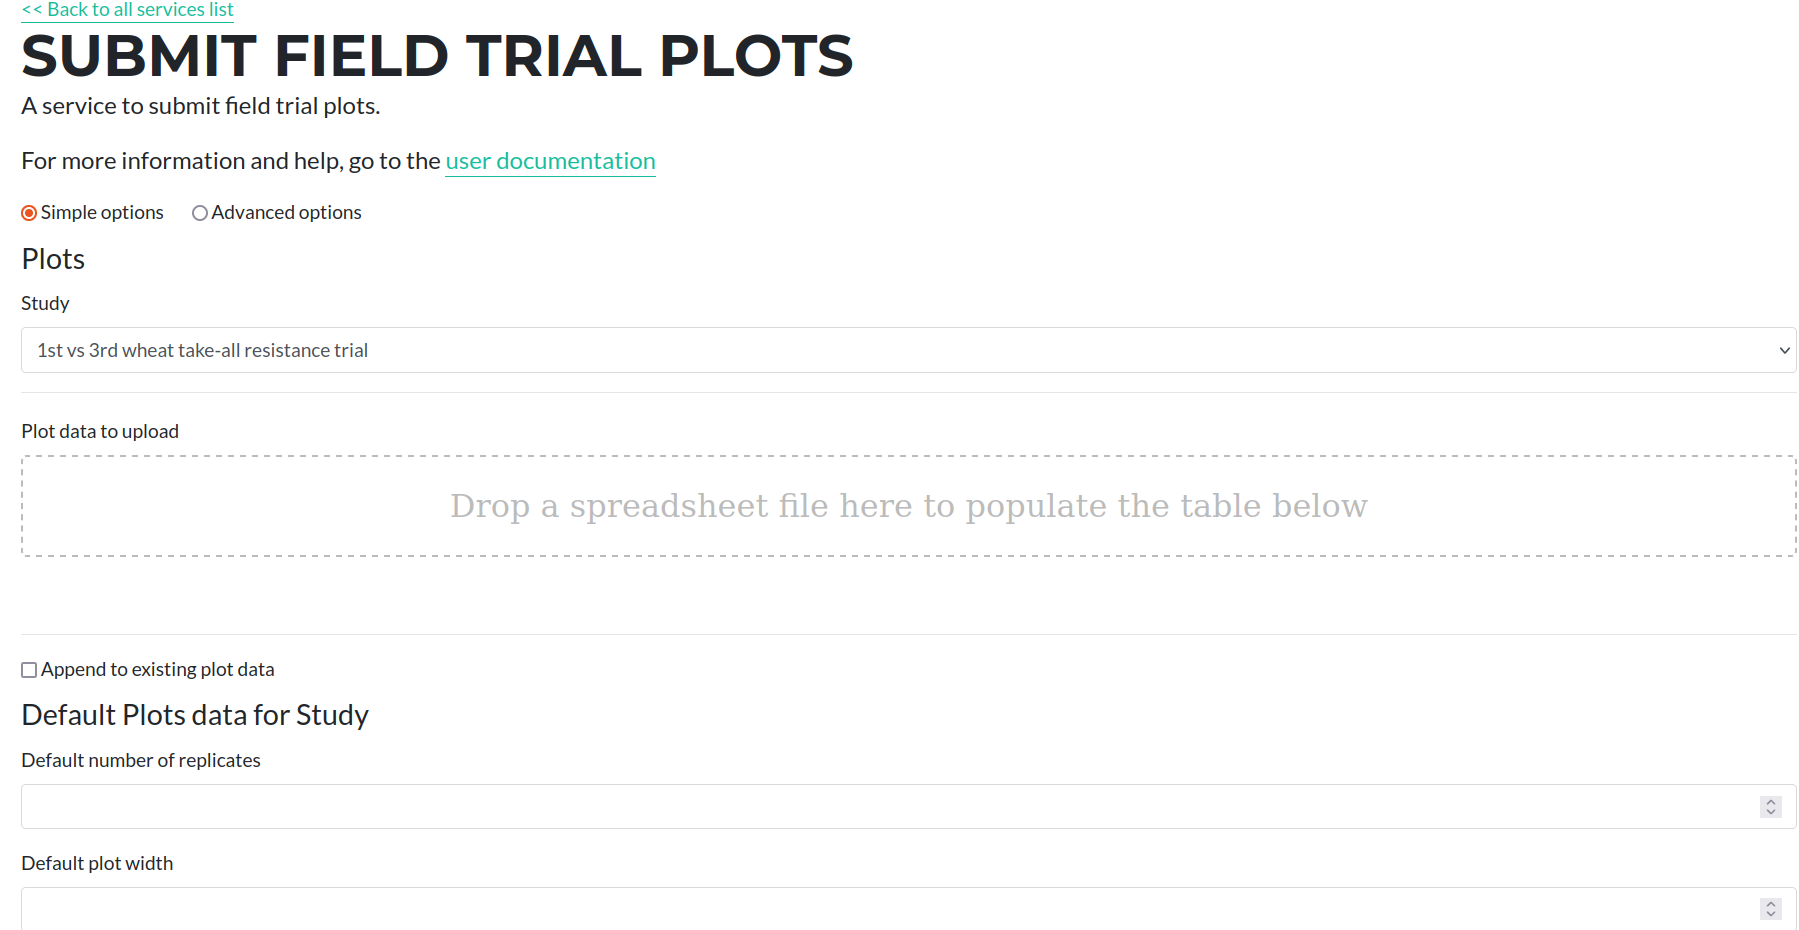 << Back to all services list
SUBMIT FIELD TRIAL PLOTS
A service to submit field trial plots.
For more information and help, go to the user documentation
Simple options Advanced options
Plots
Study
1st vs 3rd wheat take-all resistance trial
Plot data to upload
Drop a spreadsheet file here to populate the table below
Append to existing plot data
Default Plots data for Study
Default number of replicates
Default plot width